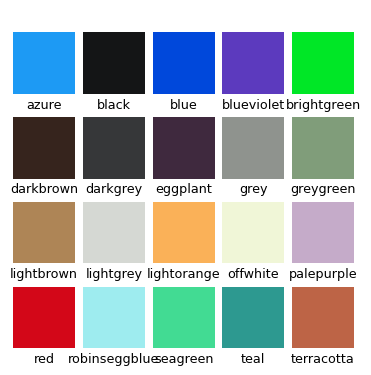 azure black blue blueviolet brightgreen
darkbrown darkgrey eggplant grey greygreen
lightbrown lightgrey lightorange offwhite palepurple
red robinseggblue seagreen teal terracotta